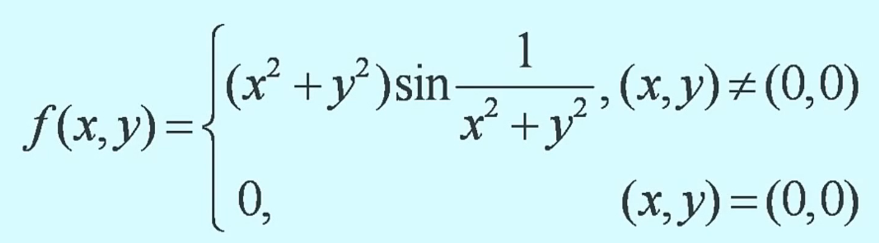 f(x,y)= { (x² + y²) sin 1/(x² + y²), (x,y) ≠ (0,0)
0, (x,y) = (0,0)